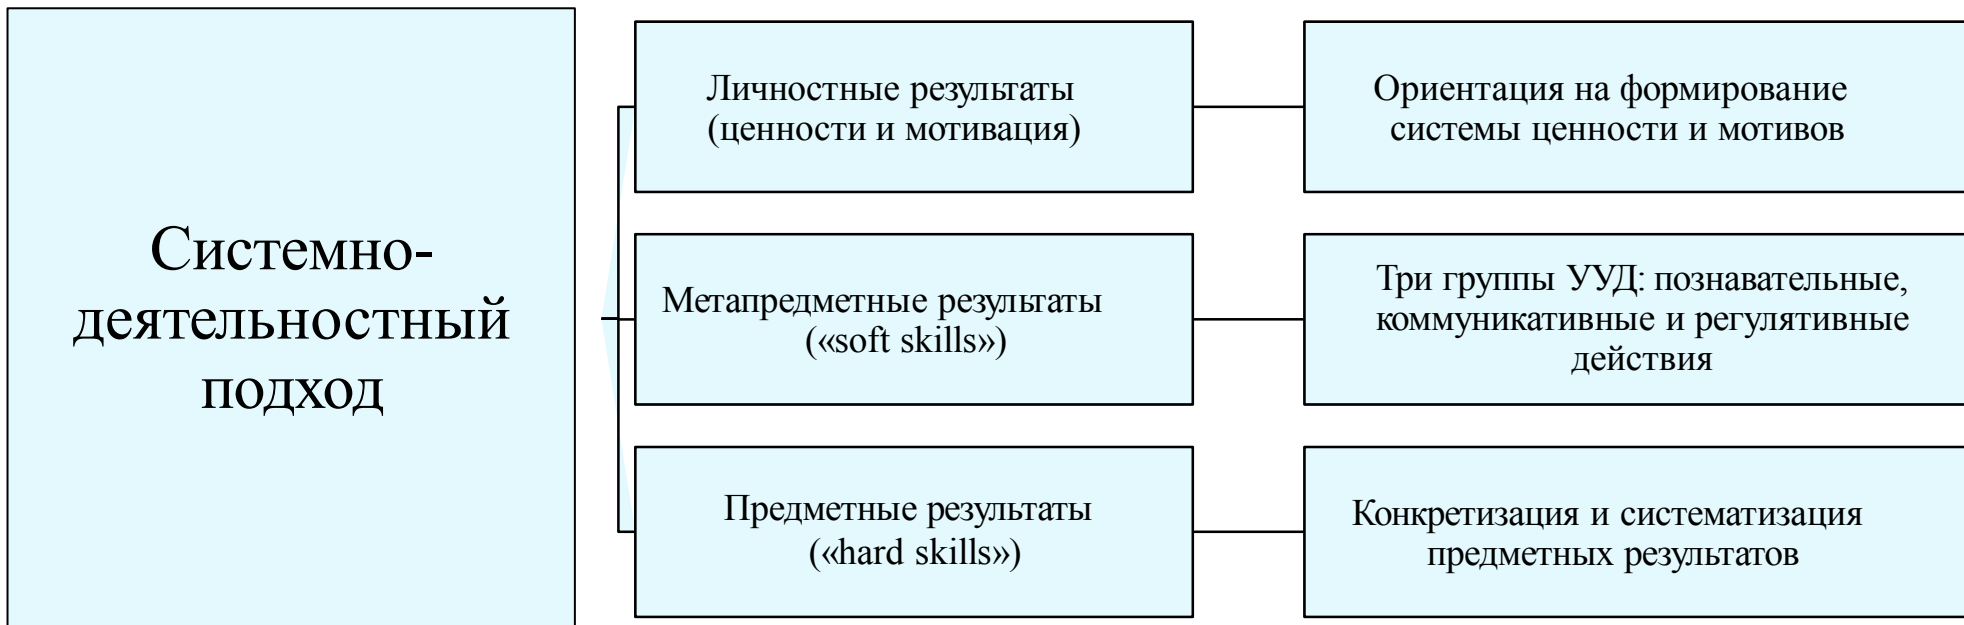 Системно-
деятельностный
подход
Личностные результаты
(ценности и мотивация)
Ориентация на формирование
системы ценности и мотивов
Метапредметные результаты
(«soft skills»)
Три группы УУД: познавательные,
коммуникативные и регулятивные
действия
Предметные результаты
(«hard skills»)
Конкретизация и систематизация
предметных результатов